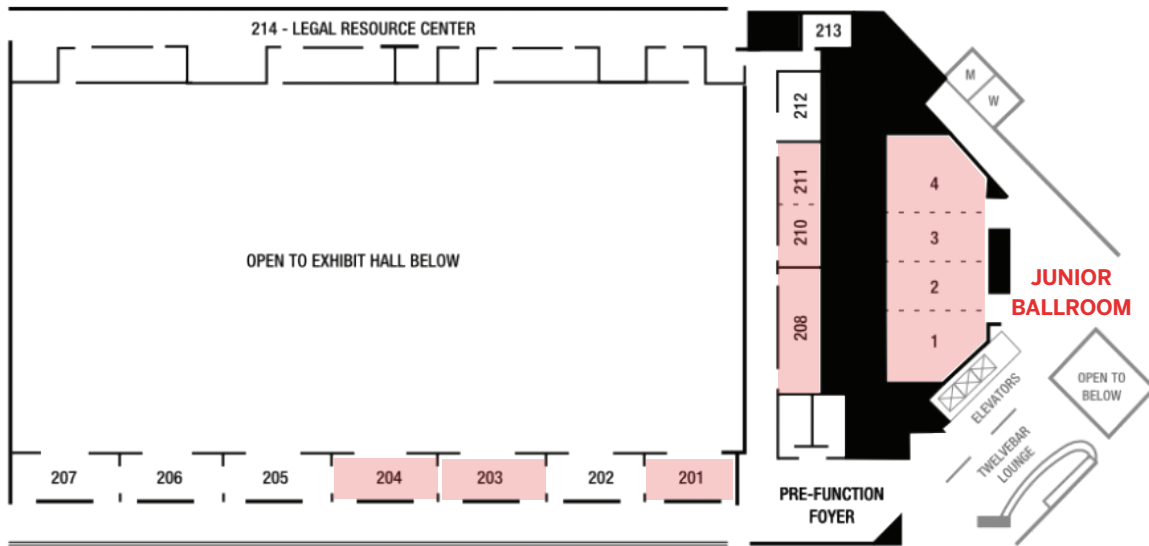 214 - LEGAL RESOURCE CENTER
213
M
W
212
211
210
208
4
3
2
1
OPEN TO EXHIBIT HALL BELOW
JUNIOR
BALLROOM
OPEN TO
BELOW
ELEVATORS
TWELVEBAR
LOUNGE
207
206
205
204
203
202
201
PRE-FUNCTION
FOYER